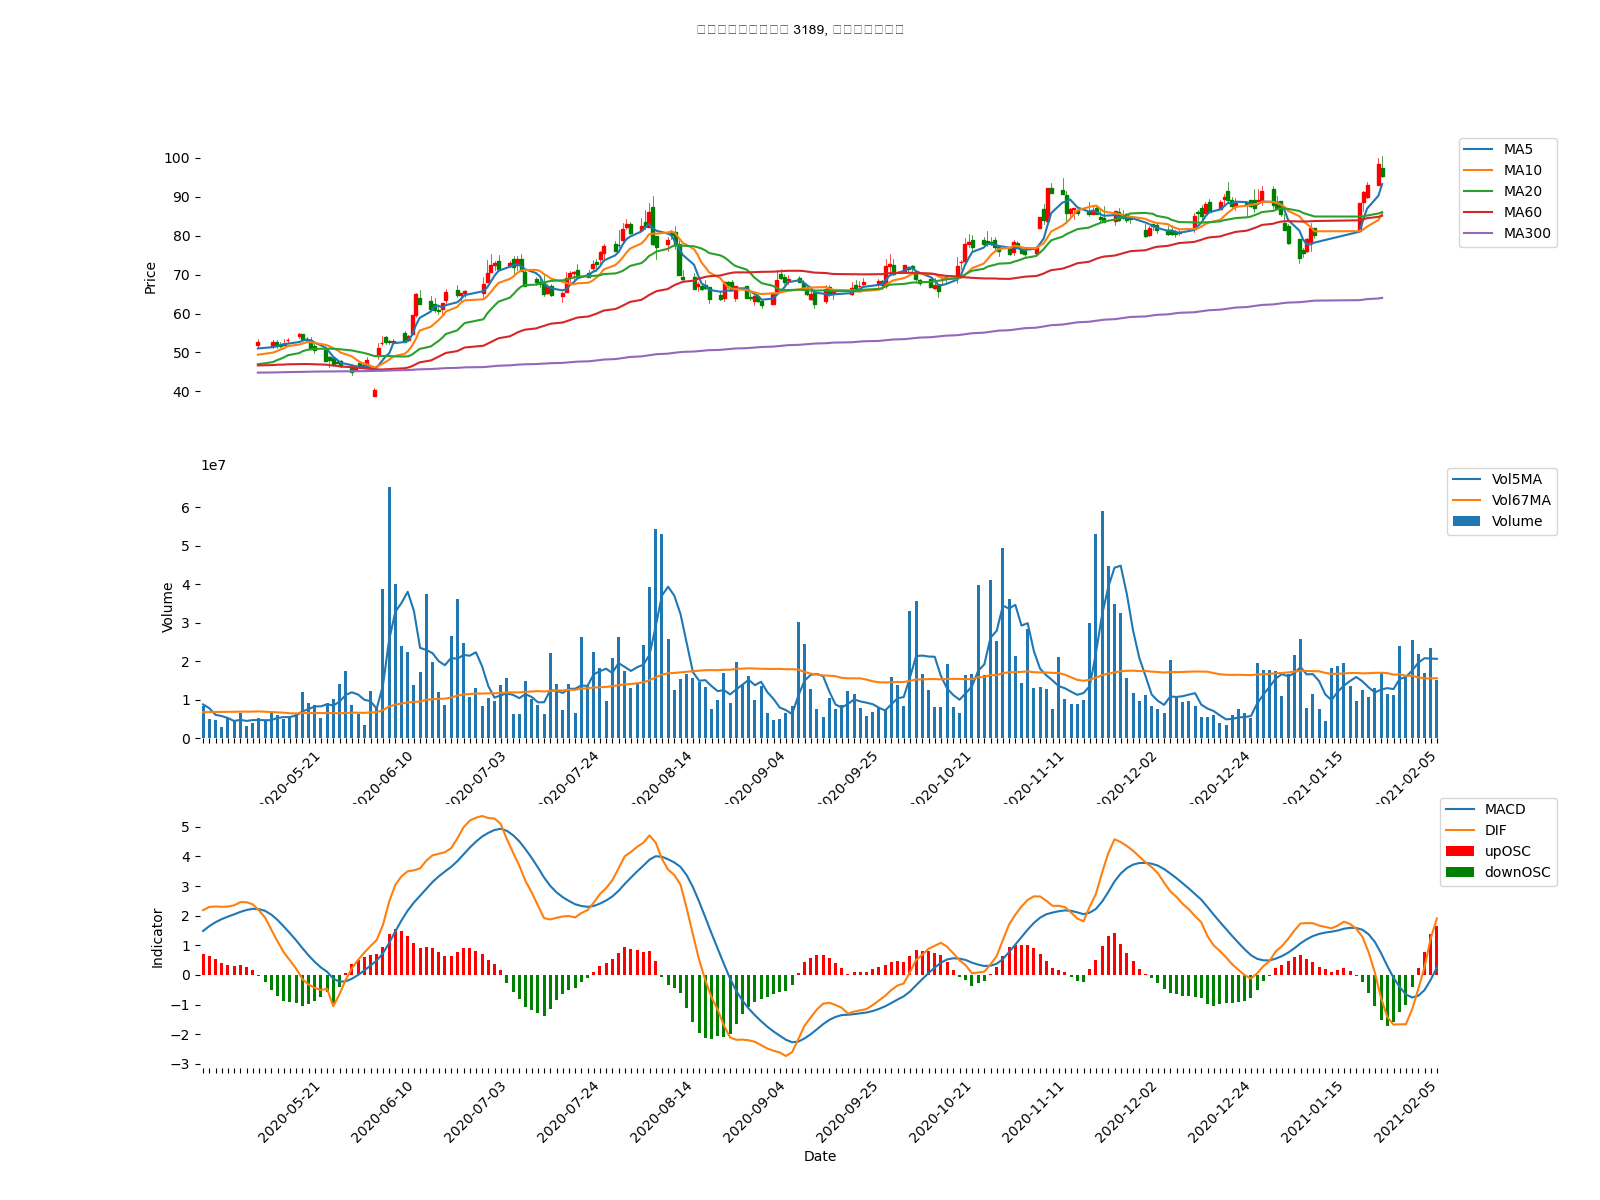 3189,
100
90
80
70
60
50
40
Price
MA5
MA10
MA20
MA60
MA300
1e7
6
5
4
3
2
1
0
Volume
Vol5MA
Vol67MA
Volume
2020-05-21
2020-06-10
2020-07-03
2020-07-24
2020-08-14
2020-09-04
2020-09-25
2020-10-21
2020-11-11
2020-12-02
2020-12-24
2021-01-15
2021-02-05
5
4
3
2
1
0
−1
−2
−3
Indicator
MACD
DIF
upOSC
downOSC
2020-05-21
2020-06-10
2020-07-03
2020-07-24
2020-08-14
2020-09-04
2020-09-25
2020-10-21
2020-11-11
2020-12-02
2020-12-24
2021-01-15
2021-02-05
Date